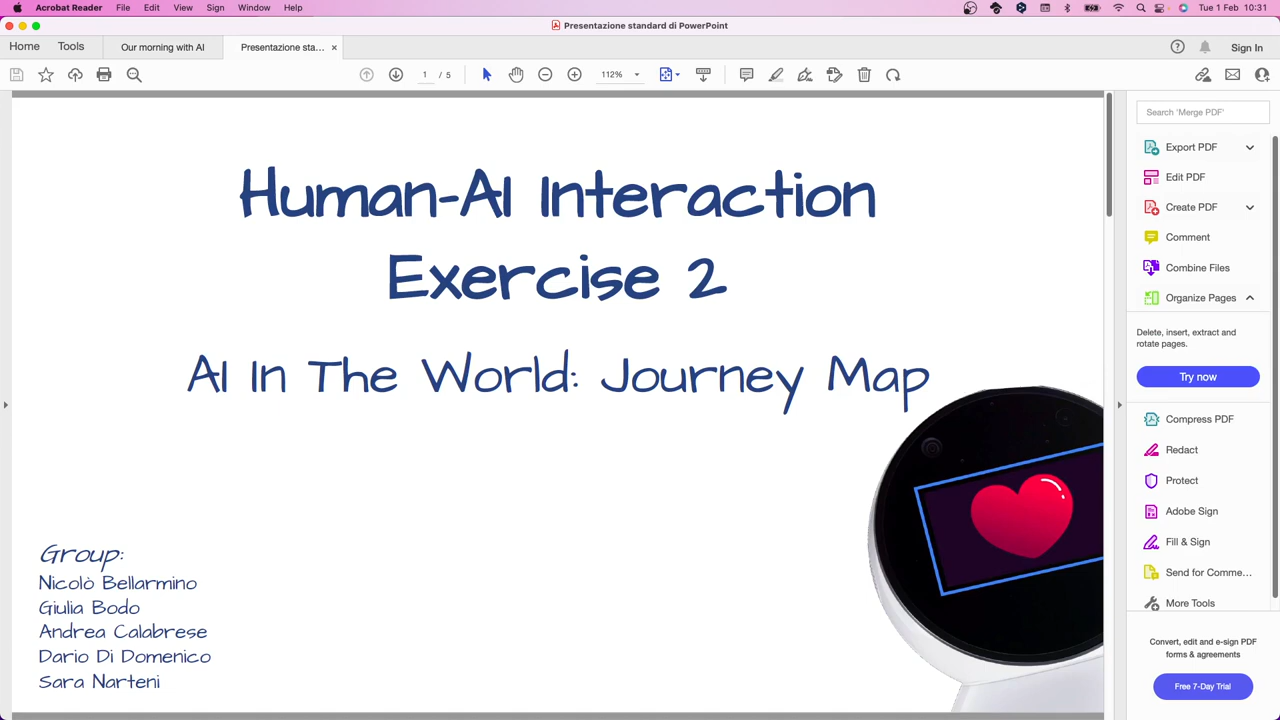 Acrobat Reader File Edit View Sign Window Help Tue 1 Feb 10:31
Presentazione standard di PowerPoint
Home Tools Our morning with AI Presentazione sta... × Sign In
1 / 5 112%
Human-AI Interaction
Exercise 2
AI In The World: Journey Map
Group:
Nicolò Bellarmino
Giulia Bodo
Andrea Calabrese
Dario Di Domenico
Sara Narteni
Search 'Merge PDF'
Export PDF
Edit PDF
Create PDF
Comment
Combine Files
Organize Pages
Delete, insert, extract and
rotate pages.
Try now
Compress PDF
Redact
Protect
Adobe Sign
Fill & Sign
Send for Comme...
More Tools
Convert, edit and e-sign PDF
forms & agreements
Free 7-Day Trial